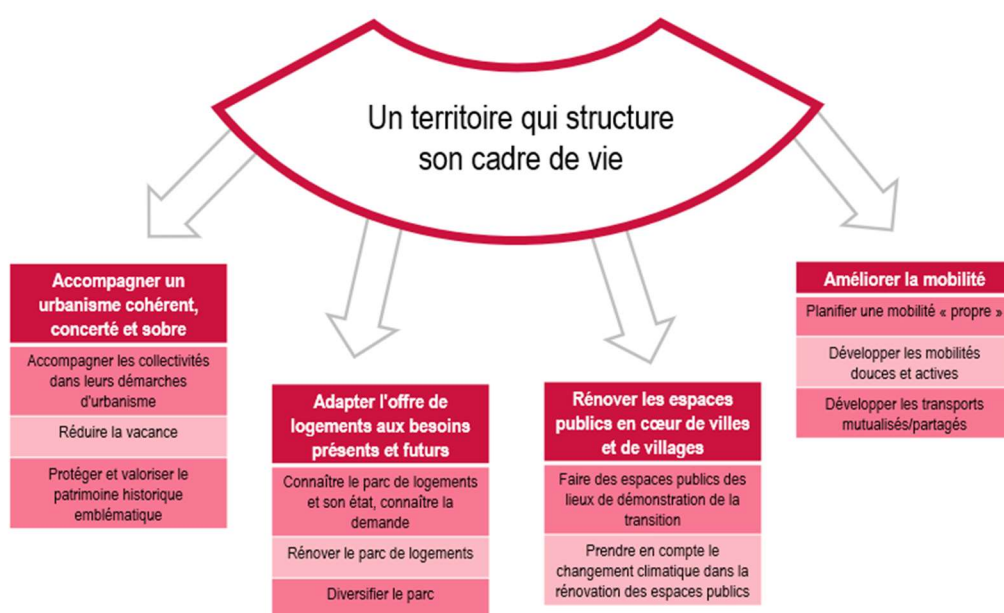 Un territoire qui structure
son cadre de vie
Accompagner un
urbanisme cohérent,
concerté et sobre
Accompagner les collectivités
dans leurs démarches
d'urbanisme
Réduire la vacance
Protéger et valoriser le
patrimoine historique
emblématique
Adapter l'offre de
logements aux besoins
présents et futurs
Connaître le parc de logements
et son état, connaître la
demande
Rénover le parc de logements
Diversifier le parc
Rénover les espaces
publics en cœur de villes
et de villages
Faire des espaces publics des
lieux de démonstration de la
transition
Prendre en compte le
changement climatique dans la
rénovation des espaces publics
Améliorer la mobilité
Planifier une mobilité « propre »
Développer les mobilités
douces et actives
Développer les transports
mutualisés/partagés